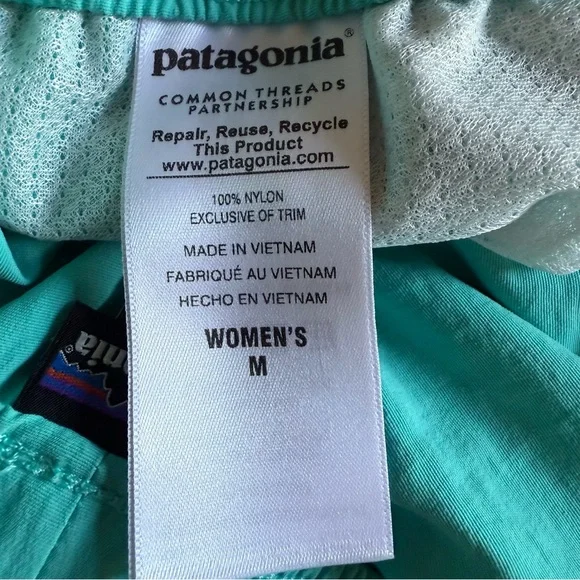 patagonia®
COMMON THREADS
PARTNERSHIP
Repair, Reuse, Recycle
This Product
www.patagonia.com
100% NYLON
EXCLUSIVE OF TRIM
MADE IN VIETNAM
FABRIQUÉ AU VIETNAM
HECHO EN VIETNAM
WOMEN'S
M
onia®